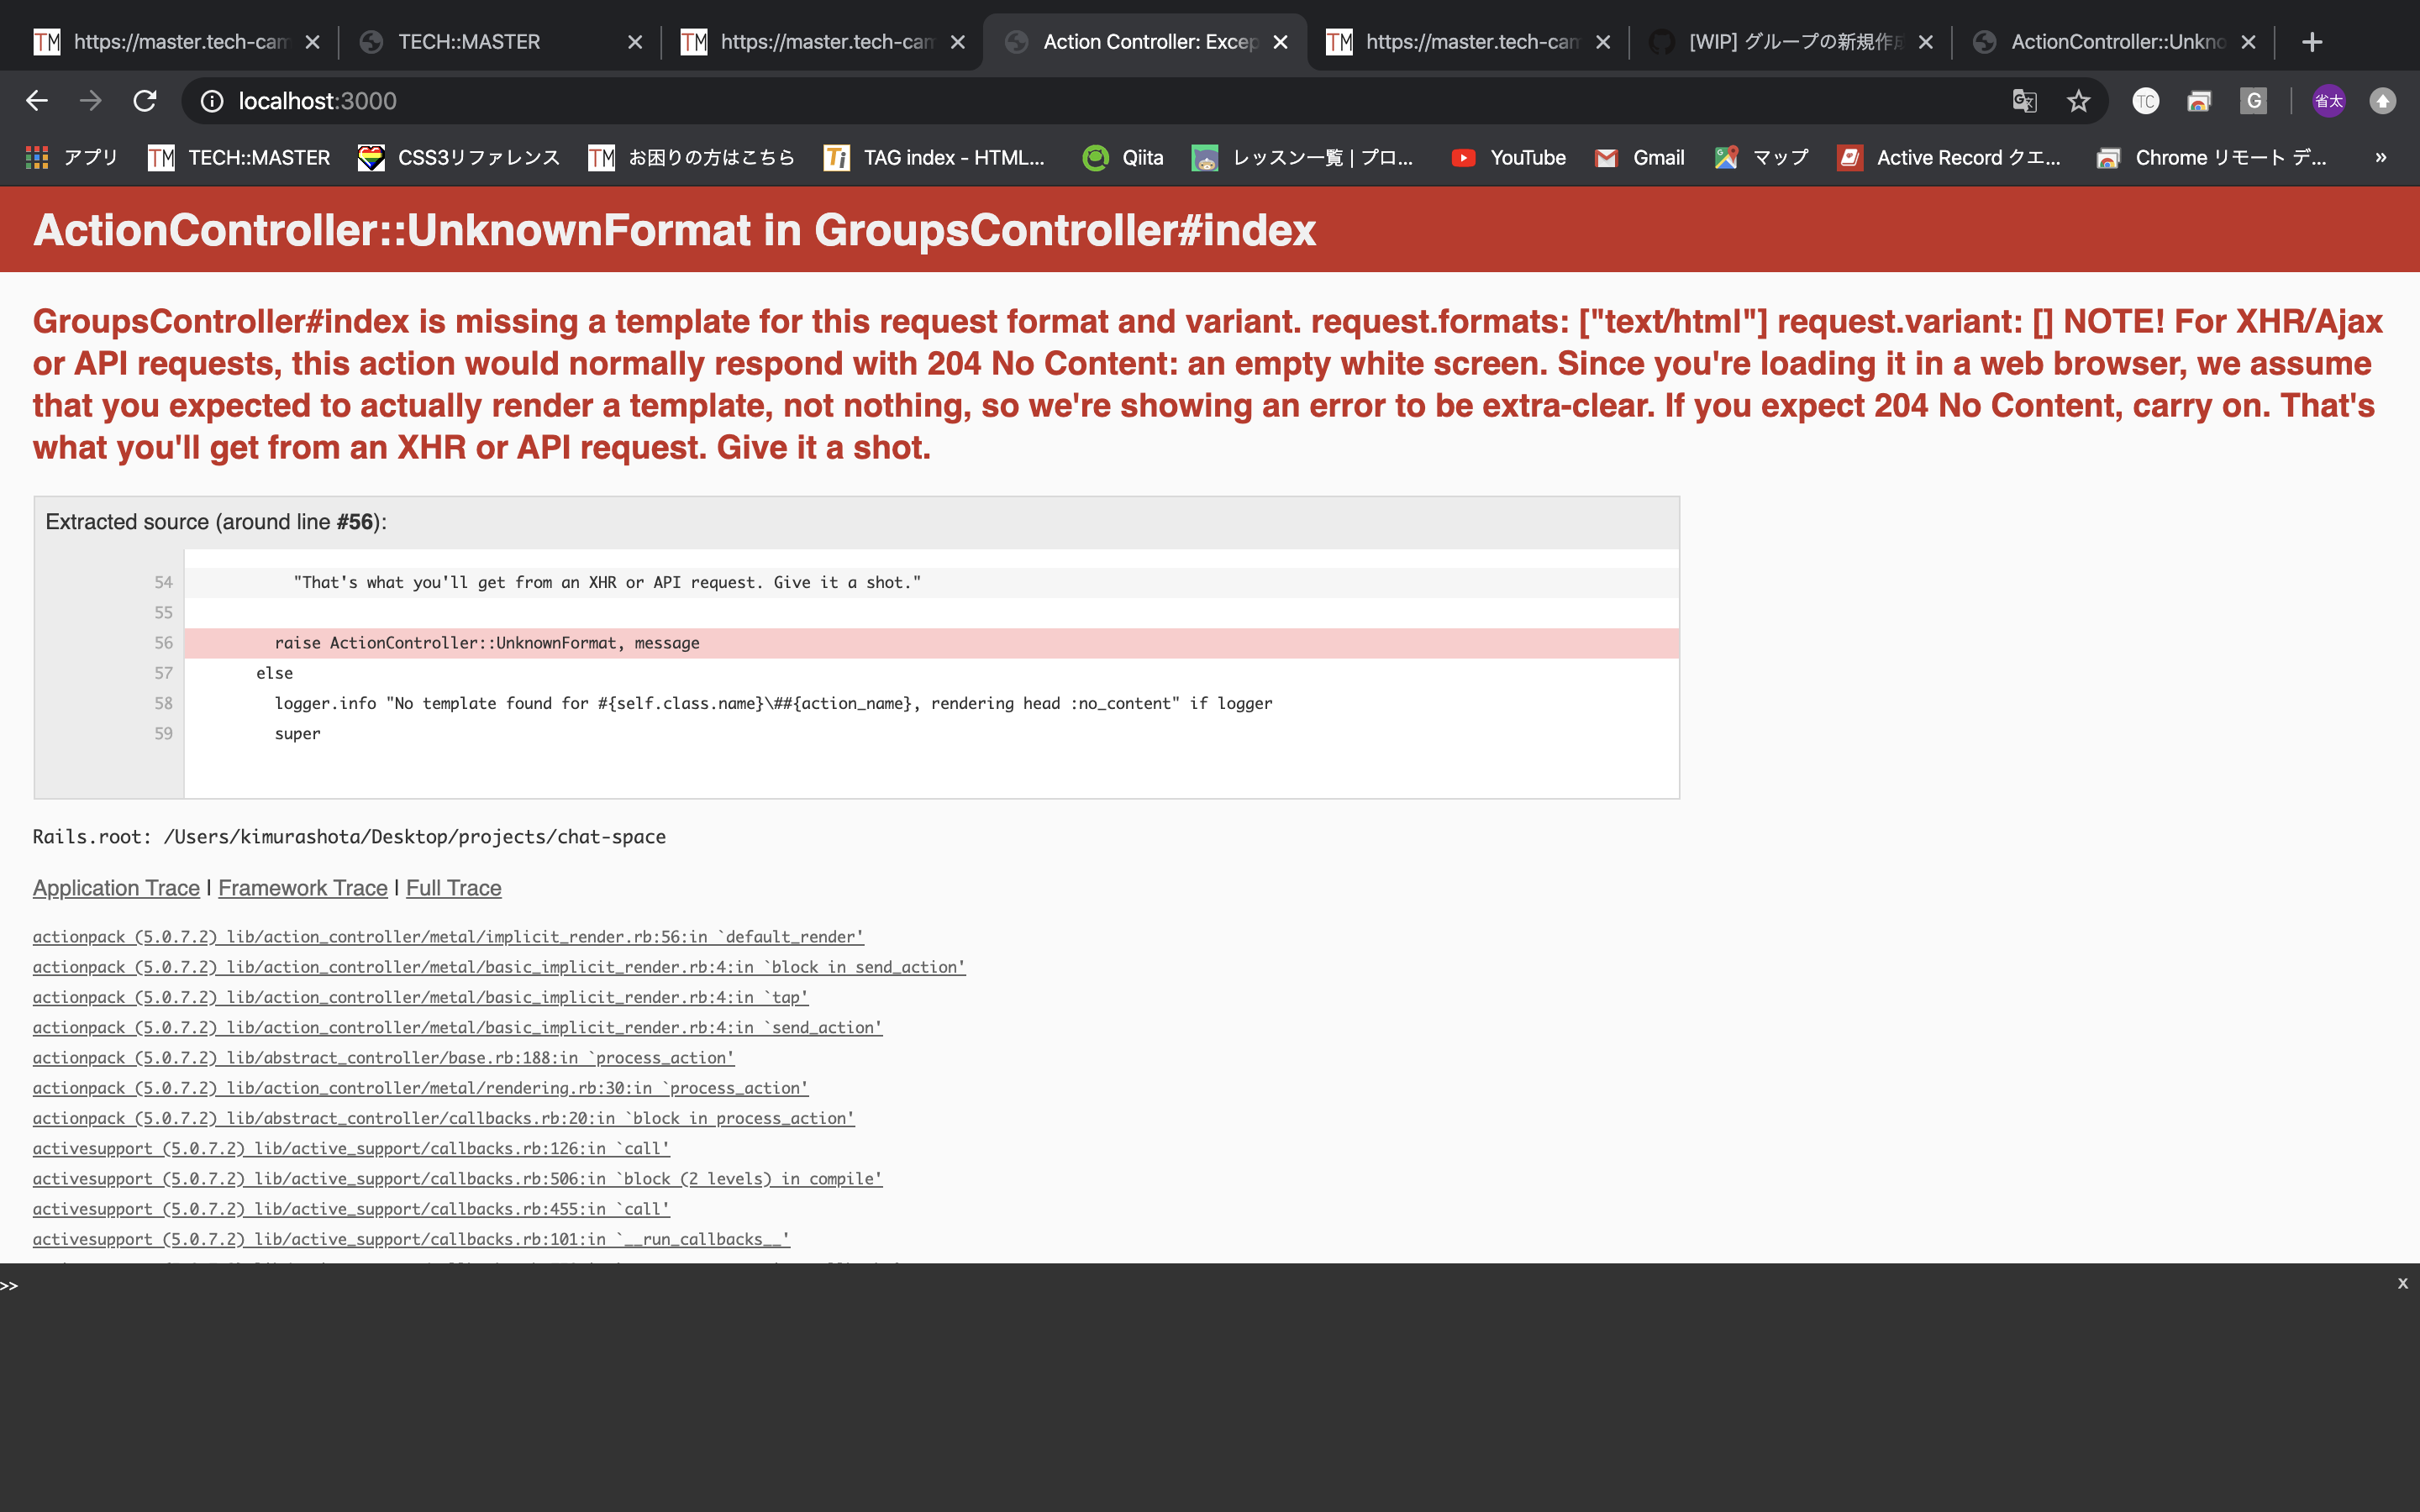 https://master.tech-cam
TECH::MASTER
https://master.tech-cam
Action Controller: Excep
https://master.tech-cam
[WIP] グループの新規作成
ActionController::Unkno
localhost:3000
TC
G
省太
アプリ
TECH::MASTER
CSS3リファレンス
お困りの方はこちら
TAG index - HTML...
Qiita
レッスン一覧 | プロ...
YouTube
Gmail
マップ
Active Record クエ...
Chrome リモート デ...
»
ActionController::UnknownFormat in GroupsController#index
GroupsController#index is missing a template for this request format and variant. request.formats: ["text/html"] request.variant: [] NOTE! For XHR/Ajax
or API requests, this action would normally respond with 204 No Content: an empty white screen. Since you're loading it in a web browser, we assume
that you expected to actually render a template, not nothing, so we're showing an error to be extra-clear. If you expect 204 No Content, carry on. That's
what you'll get from an XHR or API request. Give it a shot.
Extracted source (around line #56):
54 "That's what you'll get from an XHR or API request. Give it a shot."
55
56 raise ActionController::UnknownFormat, message
57 else
58 logger.info "No template found for #{self.class.name}\##{action_name}, rendering head :no_content" if logger
59 super
Rails.root: /Users/kimurashota/Desktop/projects/chat-space
Application Trace | Framework Trace | Full Trace
actionpack (5.0.7.2) lib/action_controller/metal/implicit_render.rb:56:in `default_render'
actionpack (5.0.7.2) lib/action_controller/metal/basic_implicit_render.rb:4:in `block in send_action'
actionpack (5.0.7.2) lib/action_controller/metal/basic_implicit_render.rb:4:in `tap'
actionpack (5.0.7.2) lib/action_controller/metal/basic_implicit_render.rb:4:in `send_action'
actionpack (5.0.7.2) lib/abstract_controller/base.rb:188:in `process_action'
actionpack (5.0.7.2) lib/action_controller/metal/rendering.rb:30:in `process_action'
actionpack (5.0.7.2) lib/abstract_controller/callbacks.rb:20:in `block in process_action'
activesupport (5.0.7.2) lib/active_support/callbacks.rb:126:in `call'
activesupport (5.0.7.2) lib/active_support/callbacks.rb:506:in `block (2 levels) in compile'
activesupport (5.0.7.2) lib/active_support/callbacks.rb:455:in `call'
activesupport (5.0.7.2) lib/active_support/callbacks.rb:101:in `__run_callbacks__'
>>
x